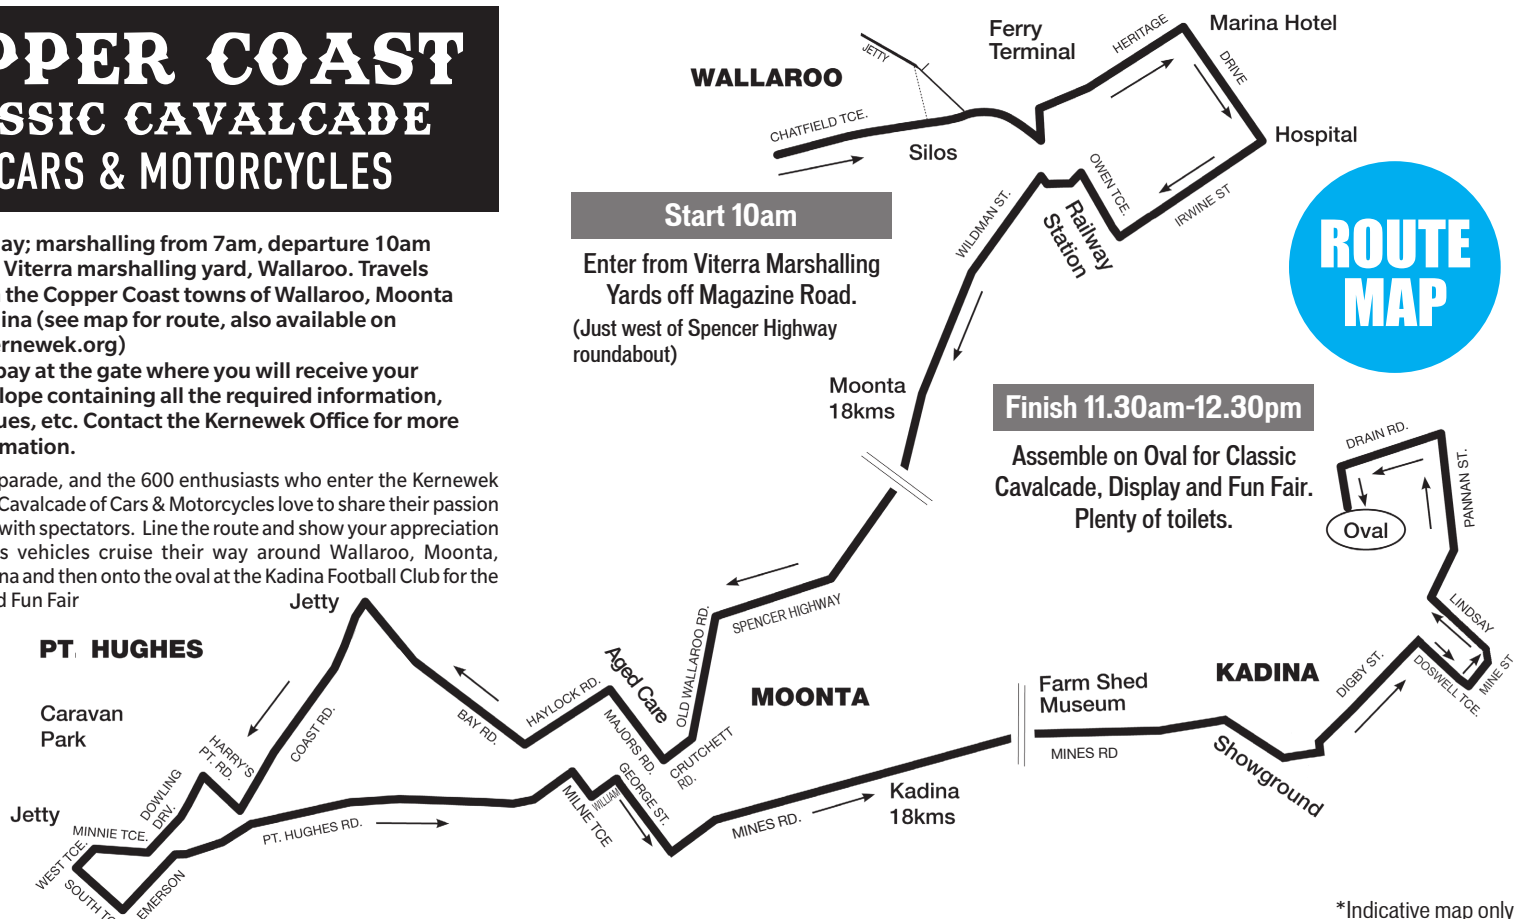 PPER COAST
SSIC CAVALCADE
CARS & MOTORCYCLES
ay; marshalling from 7am, departure 10am
Viterra marshalling yard, Wallaroo. Travels
the Copper Coast towns of Wallaroo, Moonta
ina (see map for route, also available on
ernewek.org)
pay at the gate where you will receive your
lope containing all the required information,
ues, etc. Contact the Kernewek Office for more
mation.
parade, and the 600 enthusiasts who enter the Kernewek
Cavalcade of Cars & Motorcycles love to share their passion
with spectators. Line the route and show your appreciation
s vehicles cruise their way around Wallaroo, Moonta,
na and then onto the oval at the Kadina Football Club for the
d Fun Fair
WALLAROO
JETTY
CHATFIELD TCE.
Silos
Ferry
Terminal
HERITAGE
DRIVE
Marina Hotel
Hospital
IRWINE ST
OWEN TCE.
Railway
Station
WILDMAN ST.
Start 10am
Enter from Viterra Marshalling
Yards off Magazine Road.
(Just west of Spencer Highway
roundabout)
ROUTE
MAP
Moonta
18kms
Finish 11.30am-12.30pm
Assemble on Oval for Classic
Cavalcade, Display and Fun Fair.
Plenty of toilets.
SPENCER HIGHWAY
OLD WALLAROO RD.
MOONTA
CRUTCHETT
RD.
Aged Care
MAJORS RD.
HAYLOCK RD.
BAY RD.
Jetty
PT. HUGHES
Caravan
Park
COAST RD.
HARRY'S
PT. RD.
DOWLING
DRV.
Jetty
MINNIE TCE.
WEST TCE.
SOUTH TC
EMERSON
PT. HUGHES RD.
MILNE TCE
WILLIAM
GEORGE ST.
MINES RD.
Kadina
18kms
Farm Shed
Museum
MINES RD
Showground
KADINA
DIGBY ST.
DOSWELL TCE.
MINE ST
LINDSAY
PANNAN ST.
DRAIN RD.
Oval
*Indicative map only